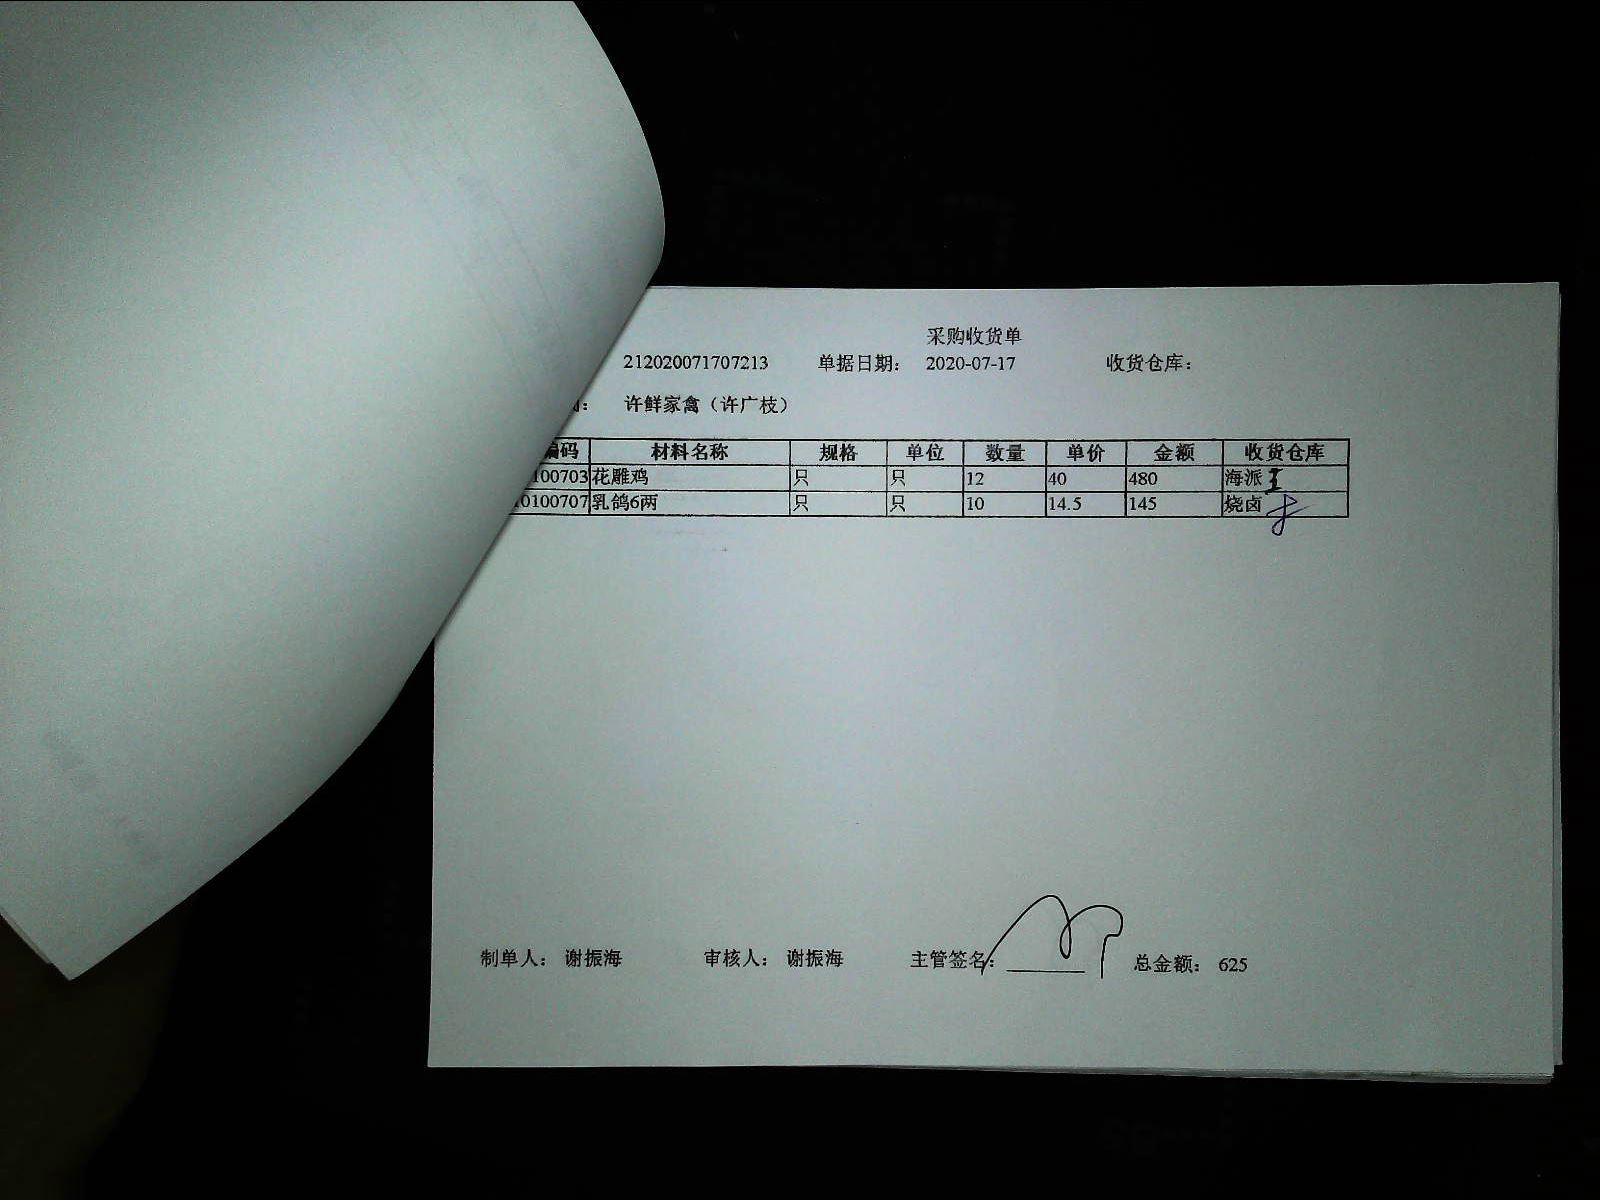 采购收货单
212020071707213 单据日期： 2020-07-17 收货仓库：
： 许鲜家禽（许广枝）
编码 材料名称 规格 单位 数量 单价 金额 收货仓库
100703 花雕鸡 只 只 12 40 480 海派
0100707 乳鸽6两 只 只 10 14.5 145 烧卤
制单人： 谢振海 审核人： 谢振海 主管签名： 总金额： 625